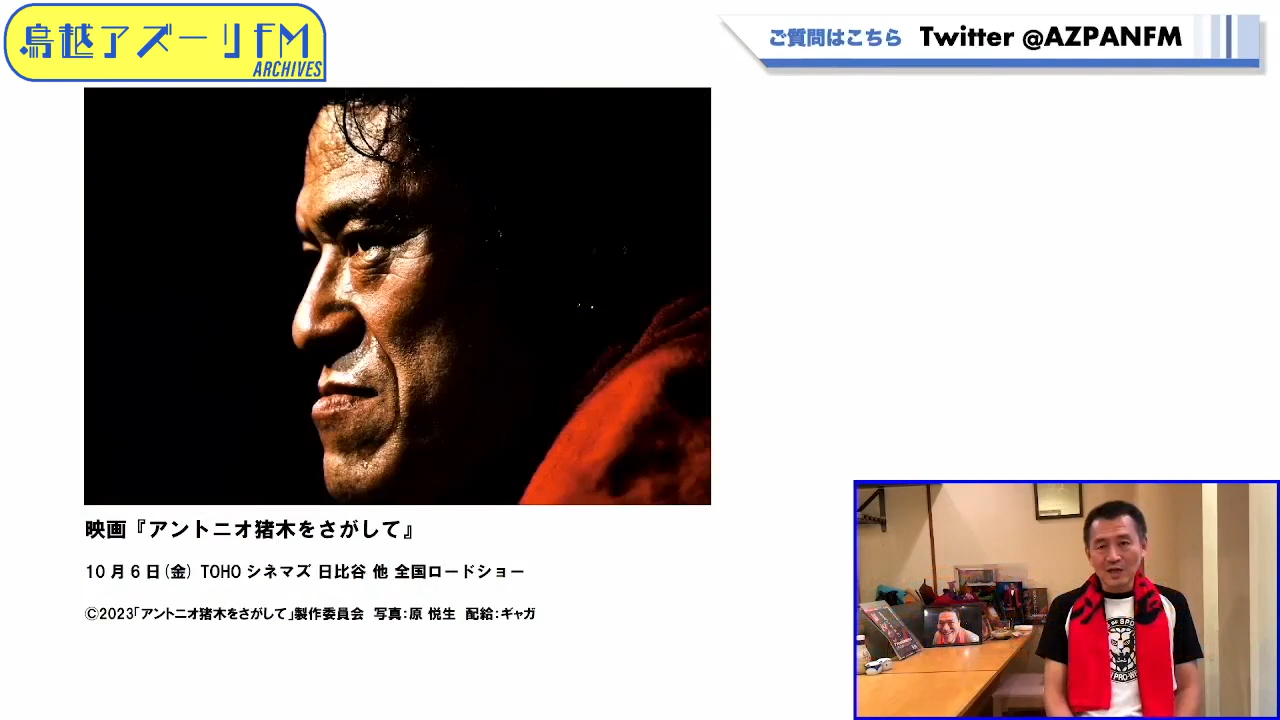 鳥越アズーリFM
ARCHIVES
ご質問はこちら Twitter @AZPANFM
映画『アントニオ猪木をさがして』
10月6日(金) TOHOシネマズ 日比谷 他 全国ロードショー
©2023「アントニオ猪木をさがして」製作委員会 写真:原 悦生 配給:ギャガ